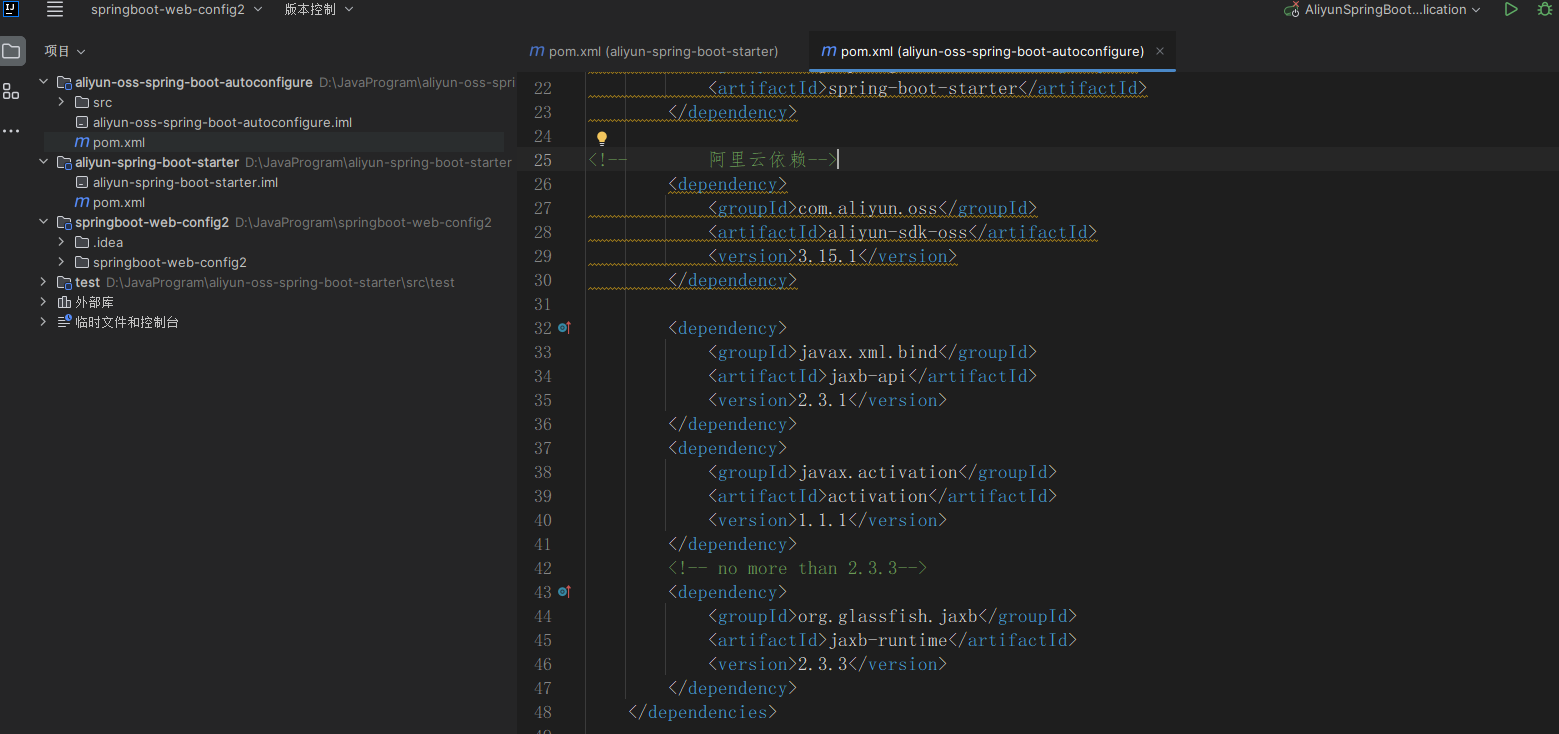 springboot-web-config2 版本控制 AliyunSpringBoot...lication
项目
pom.xml (aliyun-spring-boot-starter) pom.xml (aliyun-oss-spring-boot-autoconfigure)
aliyun-oss-spring-boot-autoconfigure D:\JavaProgram\aliyun-oss-spri
src
aliyun-oss-spring-boot-autoconfigure.iml
pom.xml
aliyun-spring-boot-starter D:\JavaProgram\aliyun-spring-boot-starter
aliyun-spring-boot-starter.iml
pom.xml
springboot-web-config2 D:\JavaProgram\springboot-web-config2
.idea
springboot-web-config2
test D:\JavaProgram\aliyun-oss-spring-boot-starter\src\test
外部库
临时文件和控制台
22 <artifactId>spring-boot-starter</artifactId>
23 </dependency>
24
25 <!-- 阿里云依赖-->
26 <dependency>
27 <groupId>com.aliyun.oss</groupId>
28 <artifactId>aliyun-sdk-oss</artifactId>
29 <version>3.15.1</version>
30 </dependency>
31
32 <dependency>
33 <groupId>javax.xml.bind</groupId>
34 <artifactId>jaxb-api</artifactId>
35 <version>2.3.1</version>
36 </dependency>
37 <dependency>
38 <groupId>javax.activation</groupId>
39 <artifactId>activation</artifactId>
40 <version>1.1.1</version>
41 </dependency>
42 <!-- no more than 2.3.3-->
43 <dependency>
44 <groupId>org.glassfish.jaxb</groupId>
45 <artifactId>jaxb-runtime</artifactId>
46 <version>2.3.3</version>
47 </dependency>
48 </dependencies>